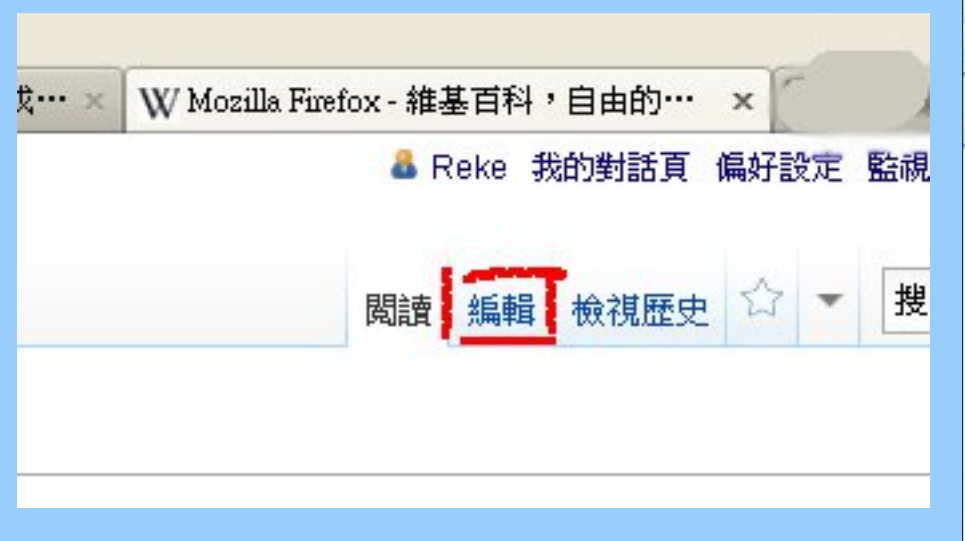 Mozilla Firefox - 維基百科，自由的…
Reke 我的對話頁 偏好設定 監視
閱讀 編輯 檢視歷史 搜